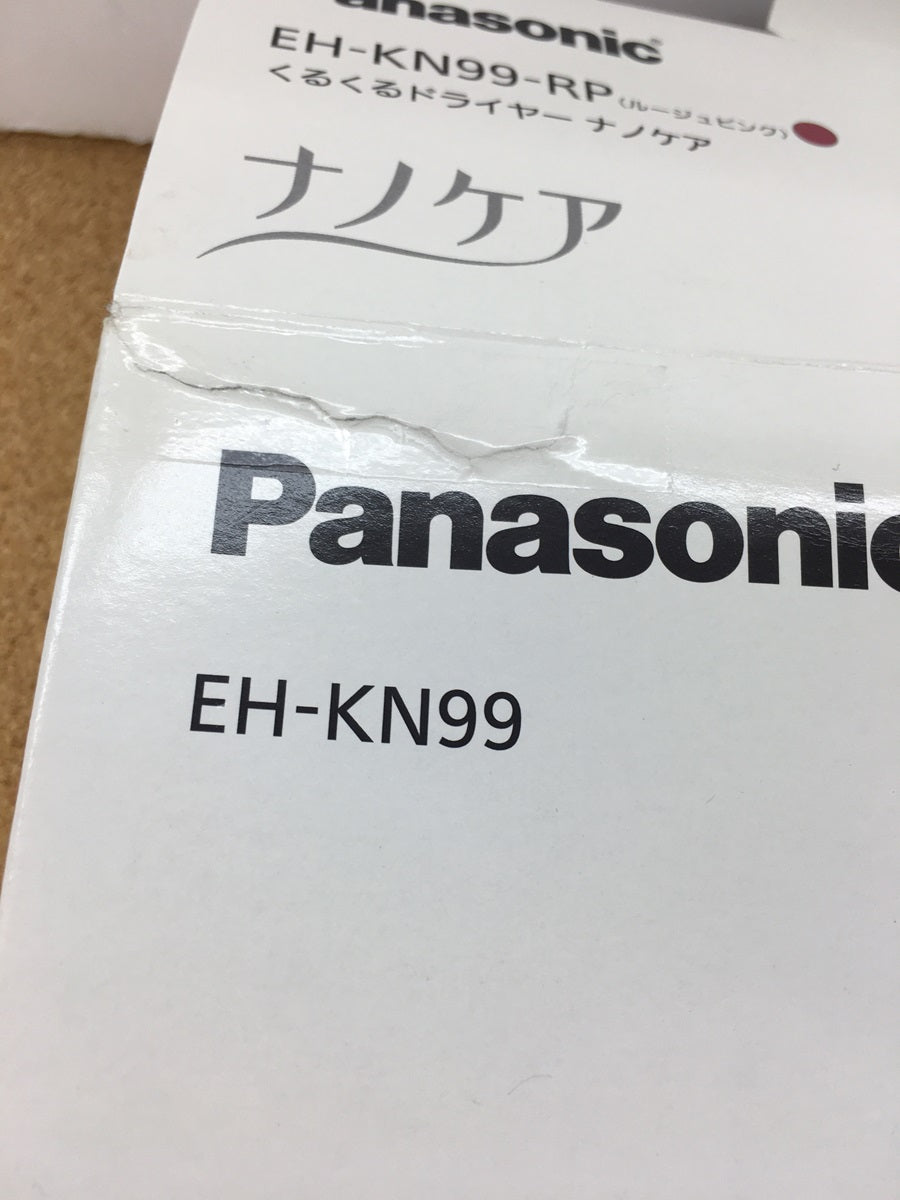 Panasonic
EH-KN99-RP (ルージュピンク)
くるくるドライヤー ナノケア
ナノケア
Panasonic
EH-KN99